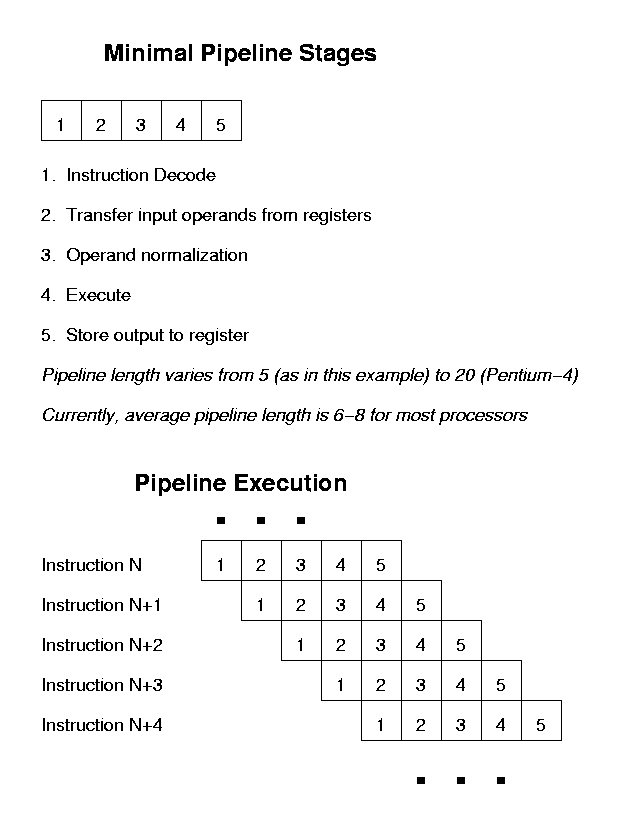 Minimal Pipeline Stages
1 2 3 4 5
1. Instruction Decode
2. Transfer input operands from registers
3. Operand normalization
4. Execute
5. Store output to register
Pipeline length varies from 5 (as in this example) to 20 (Pentium-4)
Currently, average pipeline length is 6-8 for most processors
Pipeline Execution
Instruction N 1 2 3 4 5
Instruction N+1 1 2 3 4 5
Instruction N+2 1 2 3 4 5
Instruction N+3 1 2 3 4 5
Instruction N+4 1 2 3 4 5